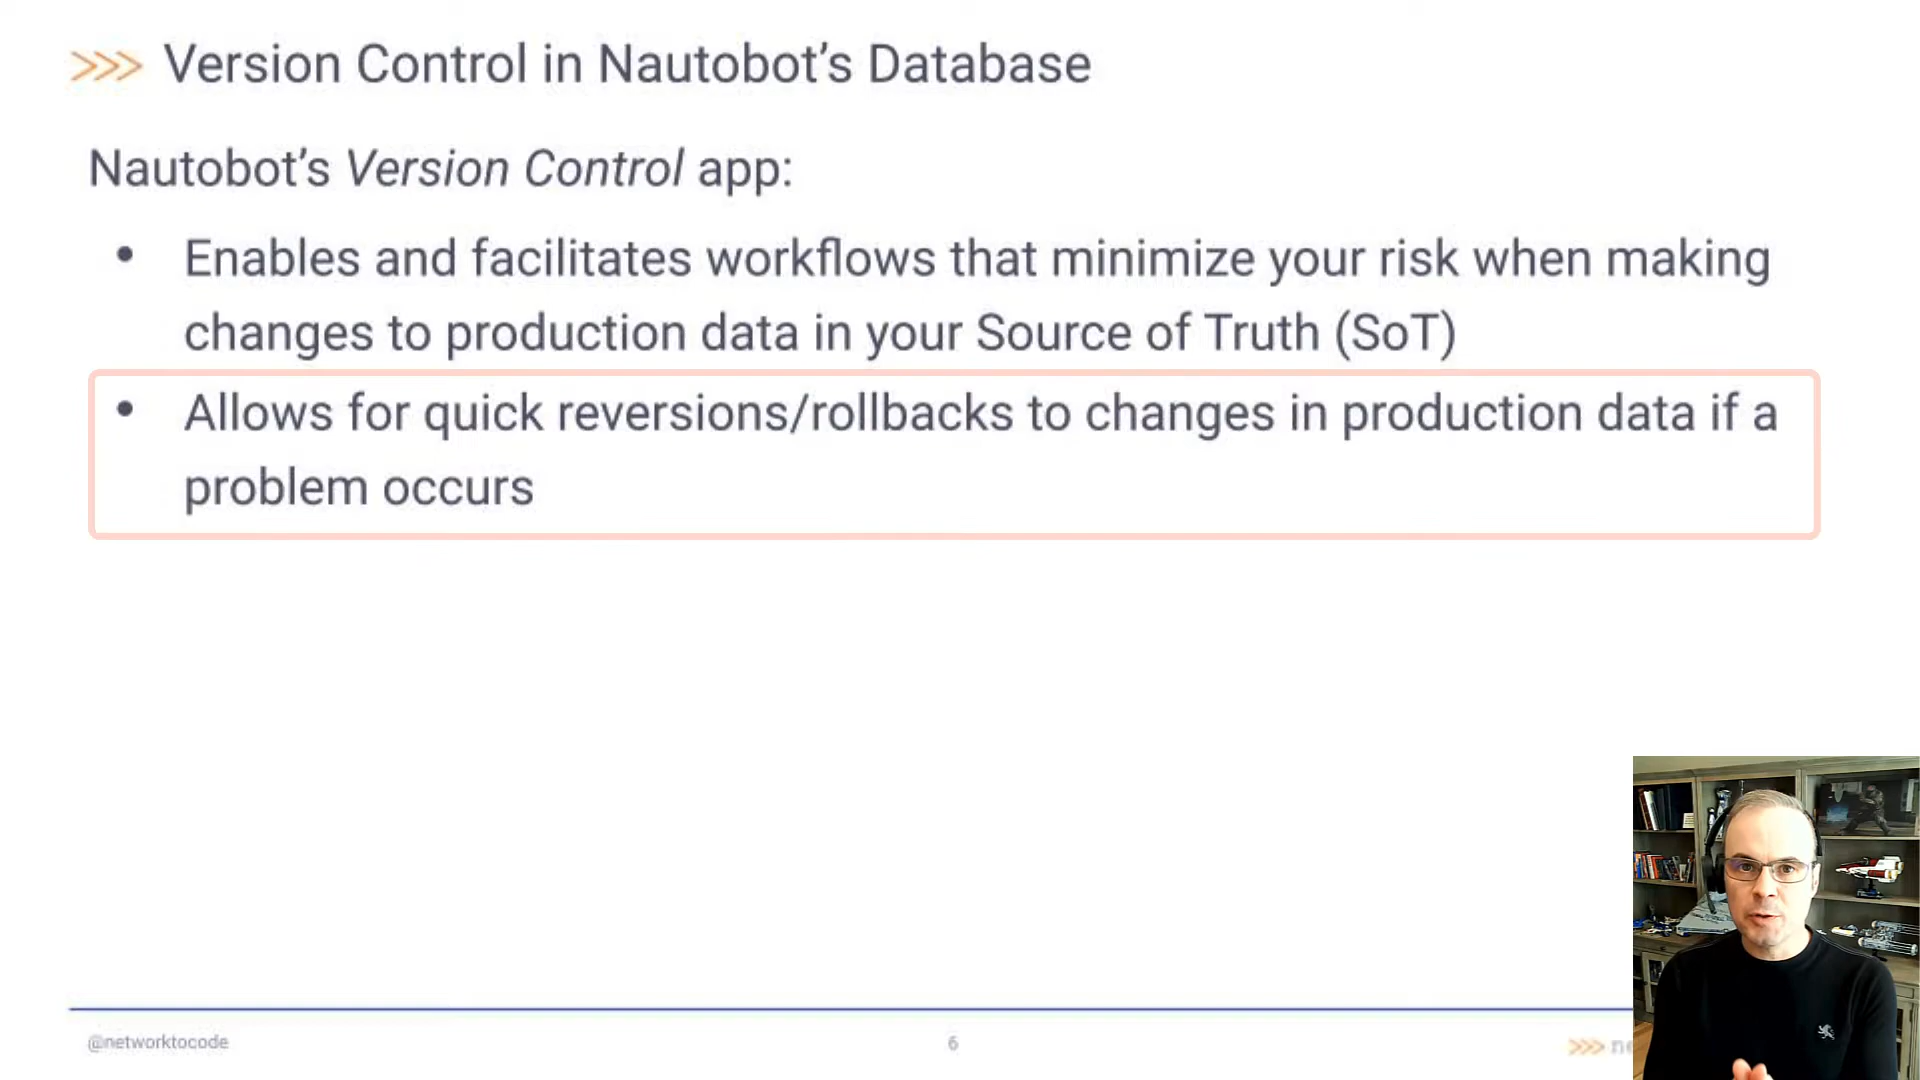 >>> Version Control in Nautobot's Database
Nautobot's Version Control app:
• Enables and facilitates workflows that minimize your risk when making
changes to production data in your Source of Truth (SoT)
• Allows for quick reversions/rollbacks to changes in production data if a
problem occurs
@networktocode
6
>>> ne